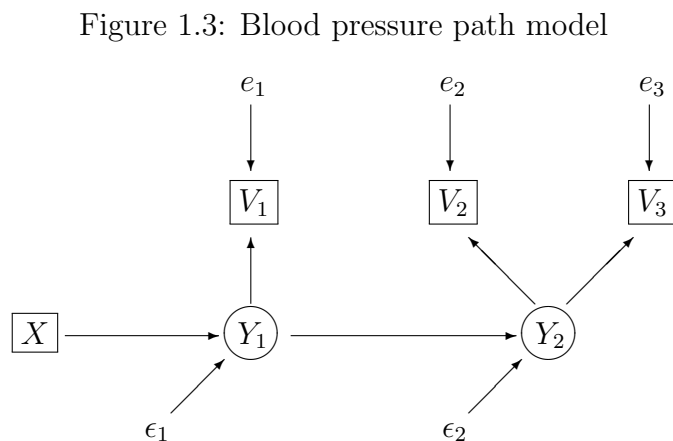 Figure 1.3: Blood pressure path model
e₁ e₂ e₃
V₁ V₂ V₃
X Y₁ Y₂
ϵ₁ ϵ₂